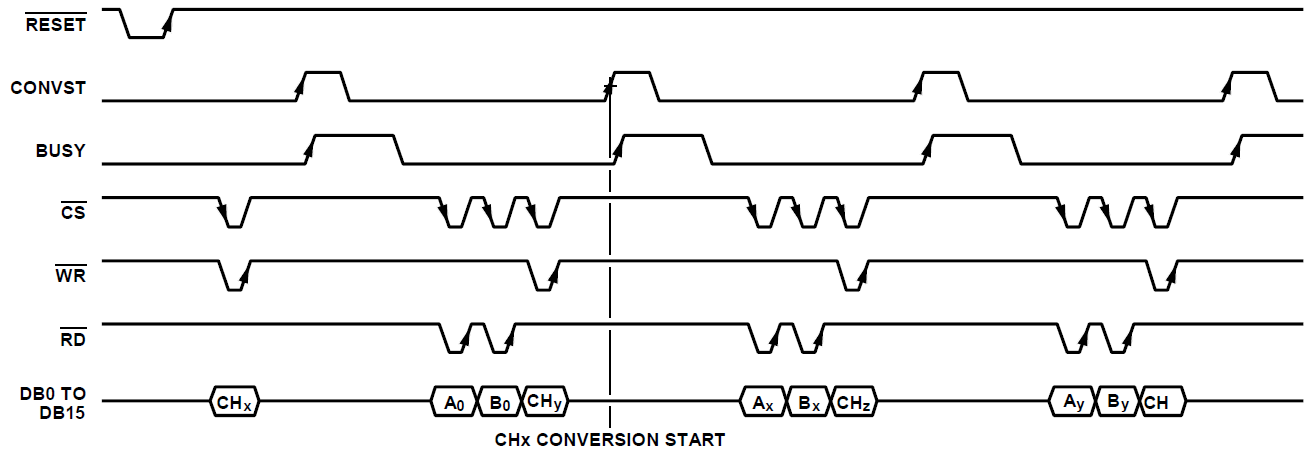 RESET
CONVST
BUSY
CS
WR
RD
DB0 TO
DB15
CHx A0 B0 CHy Ax Bx CHz Ay By CH
CHx CONVERSION START